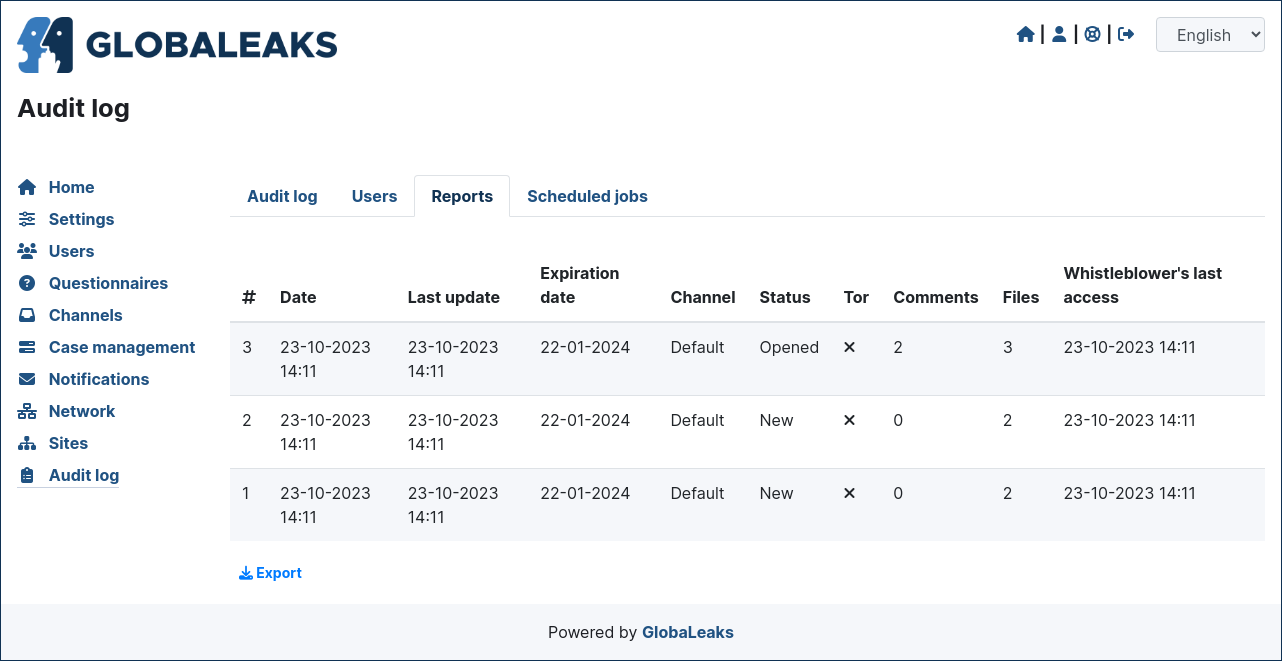 GLOBALEAKS
| | | English
Audit log
Home
Settings
Users
Questionnaires
Channels
Case management
Notifications
Network
Sites
Audit log
Audit log Users Reports Scheduled jobs
# Date Last update Expiration date Channel Status Tor Comments Files Whistleblower's last access
3 23-10-2023 14:11 23-10-2023 14:11 22-01-2024 Default Opened 2 3 23-10-2023 14:11
2 23-10-2023 14:11 23-10-2023 14:11 22-01-2024 Default New 0 2 23-10-2023 14:11
1 23-10-2023 14:11 23-10-2023 14:11 22-01-2024 Default New 0 2 23-10-2023 14:11
Export
Powered by GlobaLeaks